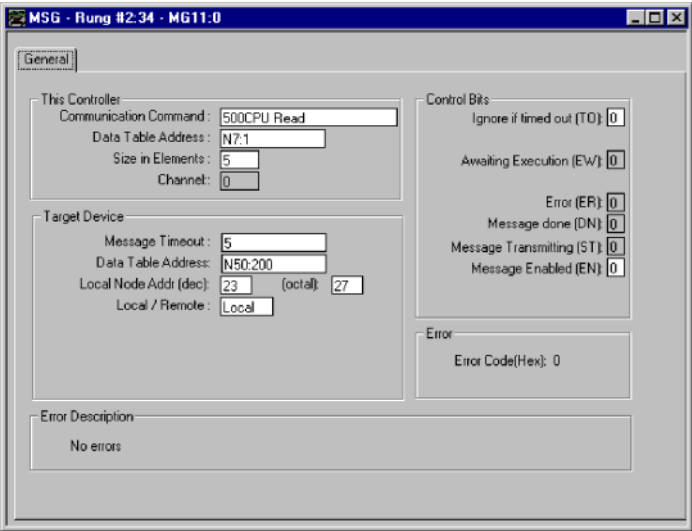 MSG - Rung #2:34 - MG11:0
General
This Controller
Communication Command : 500CPU Read
Data Table Address : N7:1
Size in Elements : 5
Channel: 0
Target Device
Message Timeout : 5
Data Table Address: N50:200
Local Node Addr (dec): 23 (octal): 27
Local / Remote : Local
Control Bits
Ignore if timed out (TO): 0
Awaiting Execution (EW): 0
Error (ER): 0
Message done (DN): 0
Message Transmitting (ST): 0
Message Enabled (EN): 0
Error
Error Code(Hex): 0
Error Description
No errors